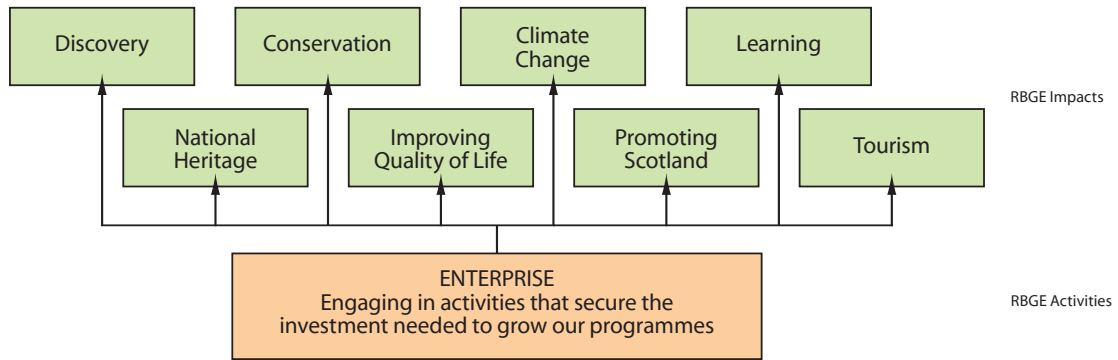 Discovery
Conservation
Climate
Change
Learning
RBGE Impacts
National
Heritage
Improving
Quality of Life
Promoting
Scotland
Tourism
ENTERPRISE
Engaging in activities that secure the
investment needed to grow our programmes
RBGE Activities